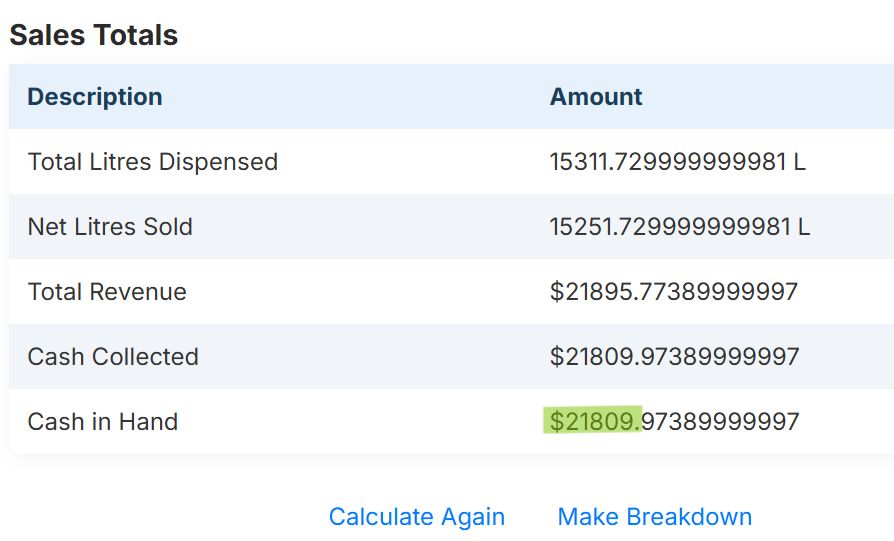 Sales Totals
Description Amount
Total Litres Dispensed 15311.729999999981 L
Net Litres Sold 15251.729999999981 L
Total Revenue $21895.77389999997
Cash Collected $21809.97389999997
Cash in Hand $21809.97389999997
Calculate Again Make Breakdown